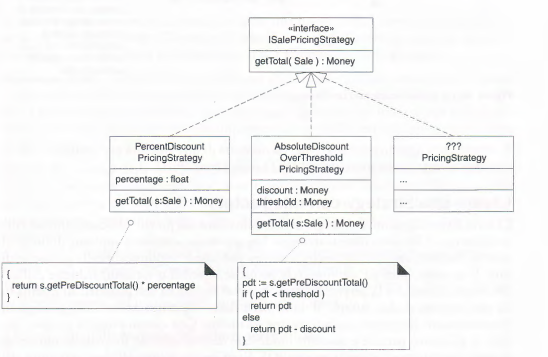 «interface»
ISalePricingStrategy
getTotal( Sale ) : Money
PercentDiscount
PricingStrategy
percentage : float
getTotal( s:Sale ) : Money
AbsoluteDiscount
OverThreshold
PricingStrategy
discount : Money
threshold : Money
getTotal( s:Sale ) : Money
???
PricingStrategy
...
...
{
return s.getPreDiscountTotal() * percentage
}
{
pdt := s.getPreDiscountTotal()
if ( pdt < threshold )
return pdt
else
return pdt - discount
}